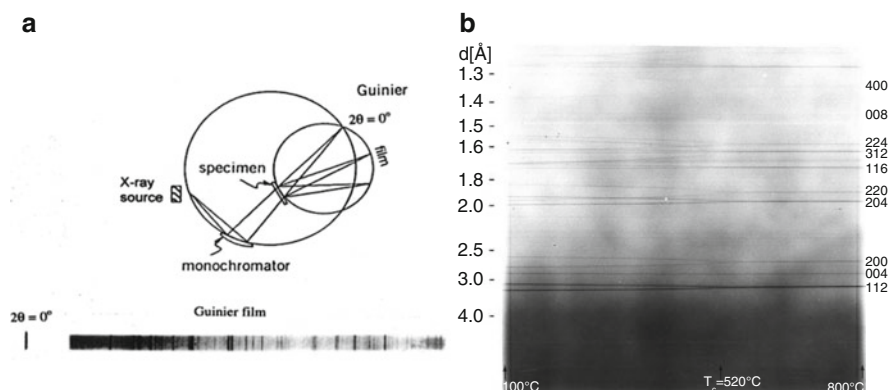 a
Guinier
2θ = 0°
film
specimen
X-ray
source
monochromator
2θ = 0°
Guinier film
b
d[Å]
1.3 -
1.4 -
1.5 -
1.6 -
1.8 -
2.0 -
2.5 -
3.0 -
4.0 -
400
008
224
312
116
220
204
200
004
112
100°C
Tc=520°C
800°C